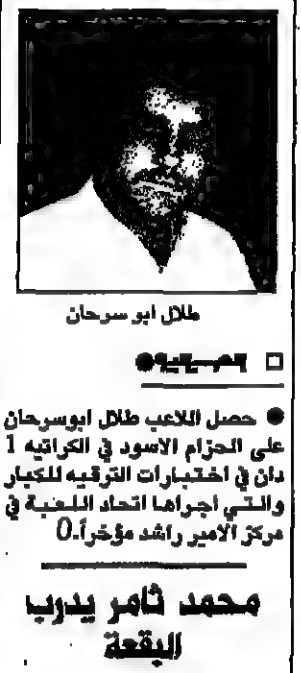 طلال ابو سرحان
● حصل اللاعب طلال ابوسرحان
على الحزام الاسود في الكراتيه 1
دان في اختبارات الترقيه للكبار
والتي اجراها اتحاد اللعبة في
مركز الامير راشد مؤخراً.0
محمد ثامر يدرب
البقعة